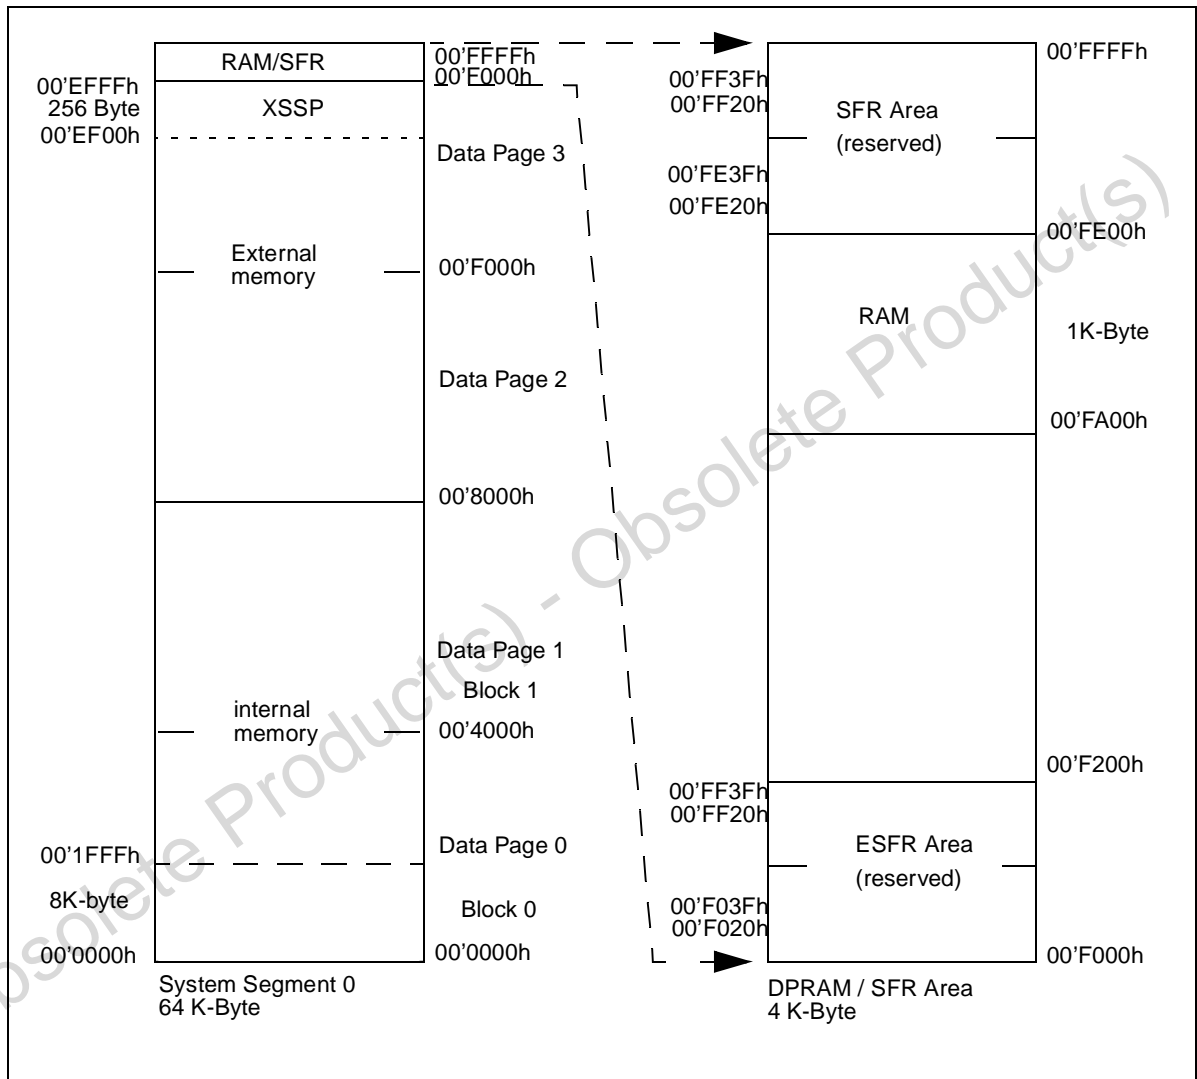 RAM/SFR
00'FFFFh
00'F000h
00'EFFFh
256 Byte
00'EF00h
XSSP
Data Page 3
External
memory
00'F000h
Data Page 2
00'8000h
Data Page 1
Block 1
internal
memory
00'4000h
00'1FFFh
Data Page 0
8K-byte
Block 0
00'0000h
00'0000h
System Segment 0
64 K-Byte
00'FFFFh
00'FF3Fh
00'FF20h
SFR Area
(reserved)
00'FE3Fh
00'FE20h
00'FE00h
RAM
1K-Byte
00'FA00h
00'F200h
00'FF3Fh
00'FF20h
ESFR Area
(reserved)
00'F03Fh
00'F020h
00'F000h
DPRAM / SFR Area
4 K-Byte
bsolete Product(s) - Obsolete Product(s)